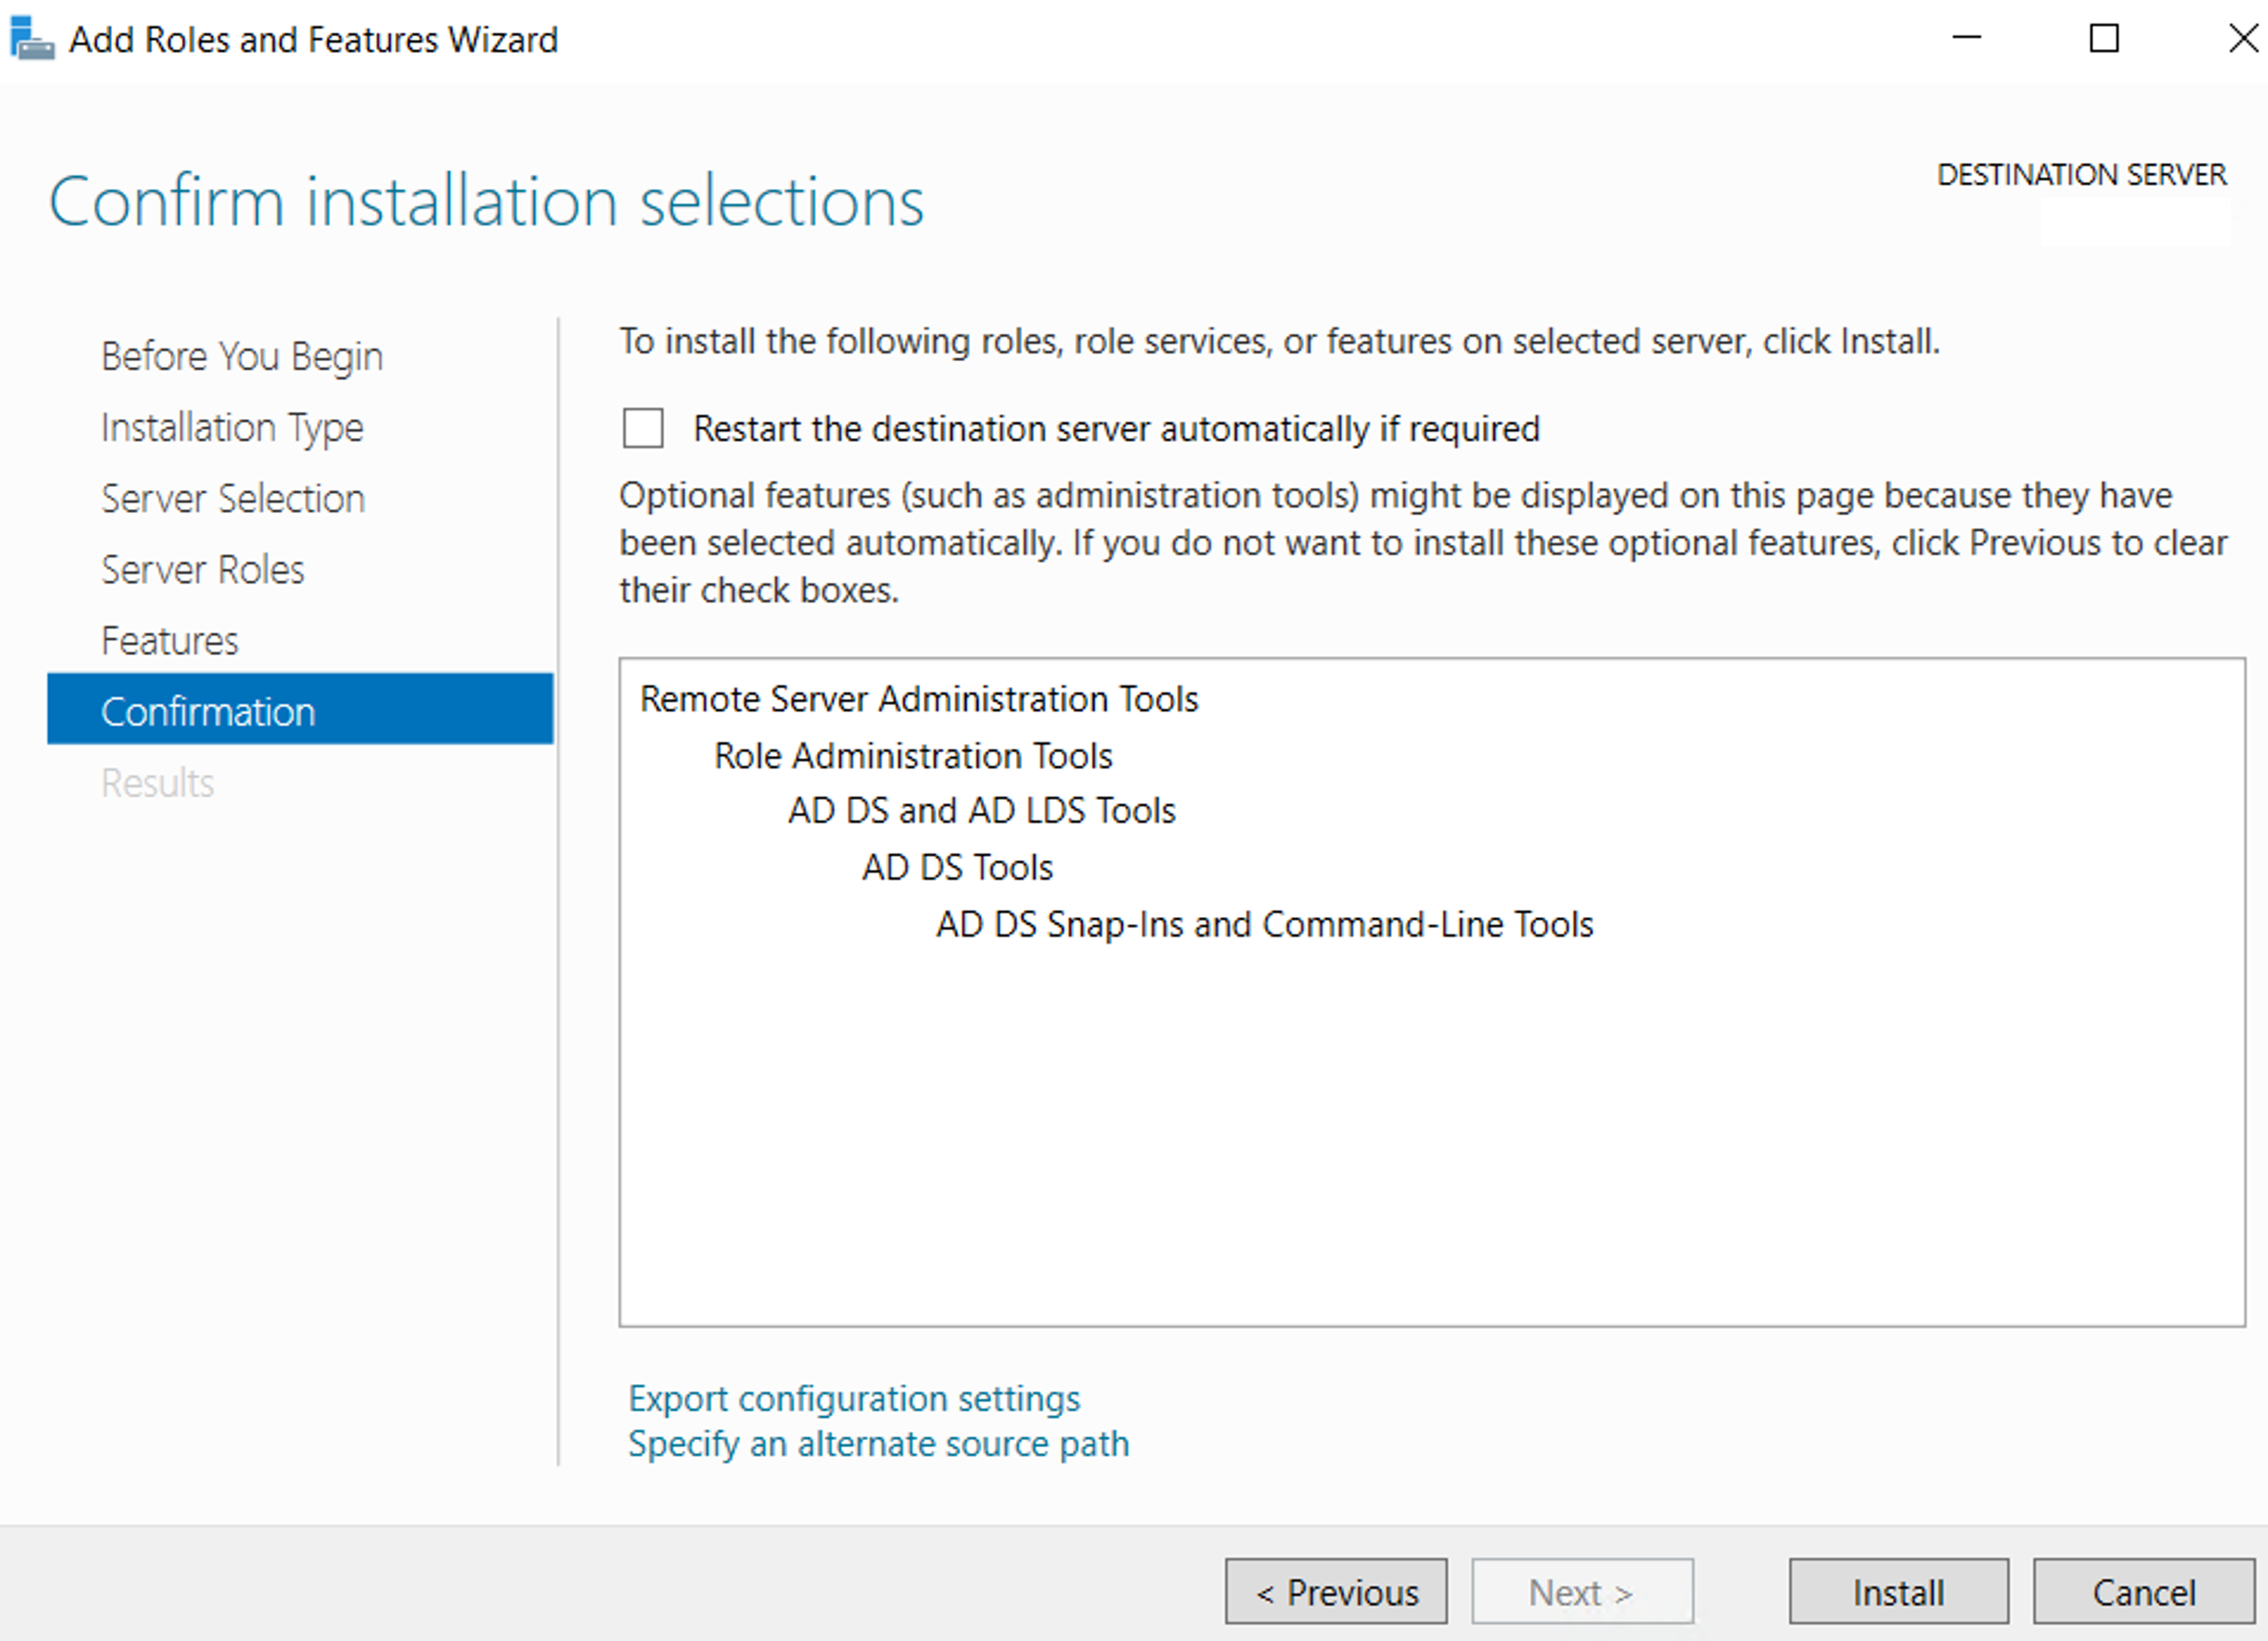 Add Roles and Features Wizard
Confirm installation selections
DESTINATION SERVER
Before You Begin
Installation Type
Server Selection
Server Roles
Features
Confirmation
Results
To install the following roles, role services, or features on selected server, click Install.
Restart the destination server automatically if required
Optional features (such as administration tools) might be displayed on this page because they have
been selected automatically. If you do not want to install these optional features, click Previous to clear
their check boxes.
Remote Server Administration Tools
Role Administration Tools
AD DS and AD LDS Tools
AD DS Tools
AD DS Snap-Ins and Command-Line Tools
Export configuration settings
Specify an alternate source path
< Previous
Next >
Install
Cancel